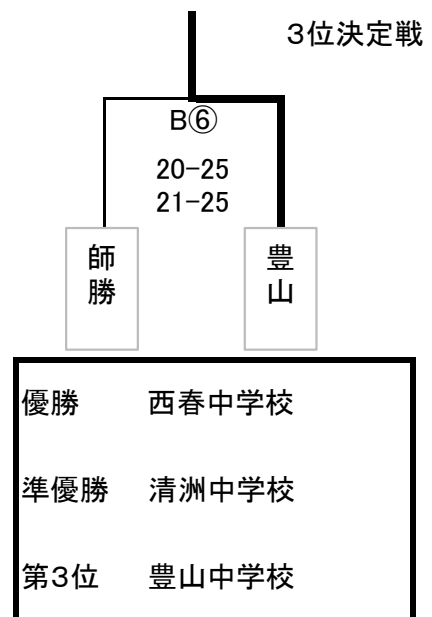 3位決定戦
B⑥
20-25
21-25
師勝
豊山
優勝 西春中学校
準優勝 清洲中学校
第3位 豊山中学校